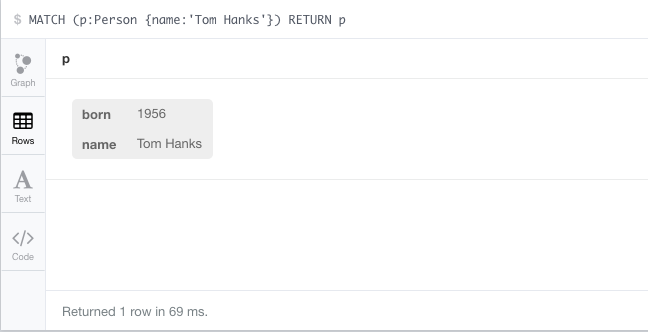 $ MATCH (p:Person {name:'Tom Hanks'}) RETURN p
p
Graph
born 1956
Rows
name Tom Hanks
A
Text
</>
Code
Returned 1 row in 69 ms.